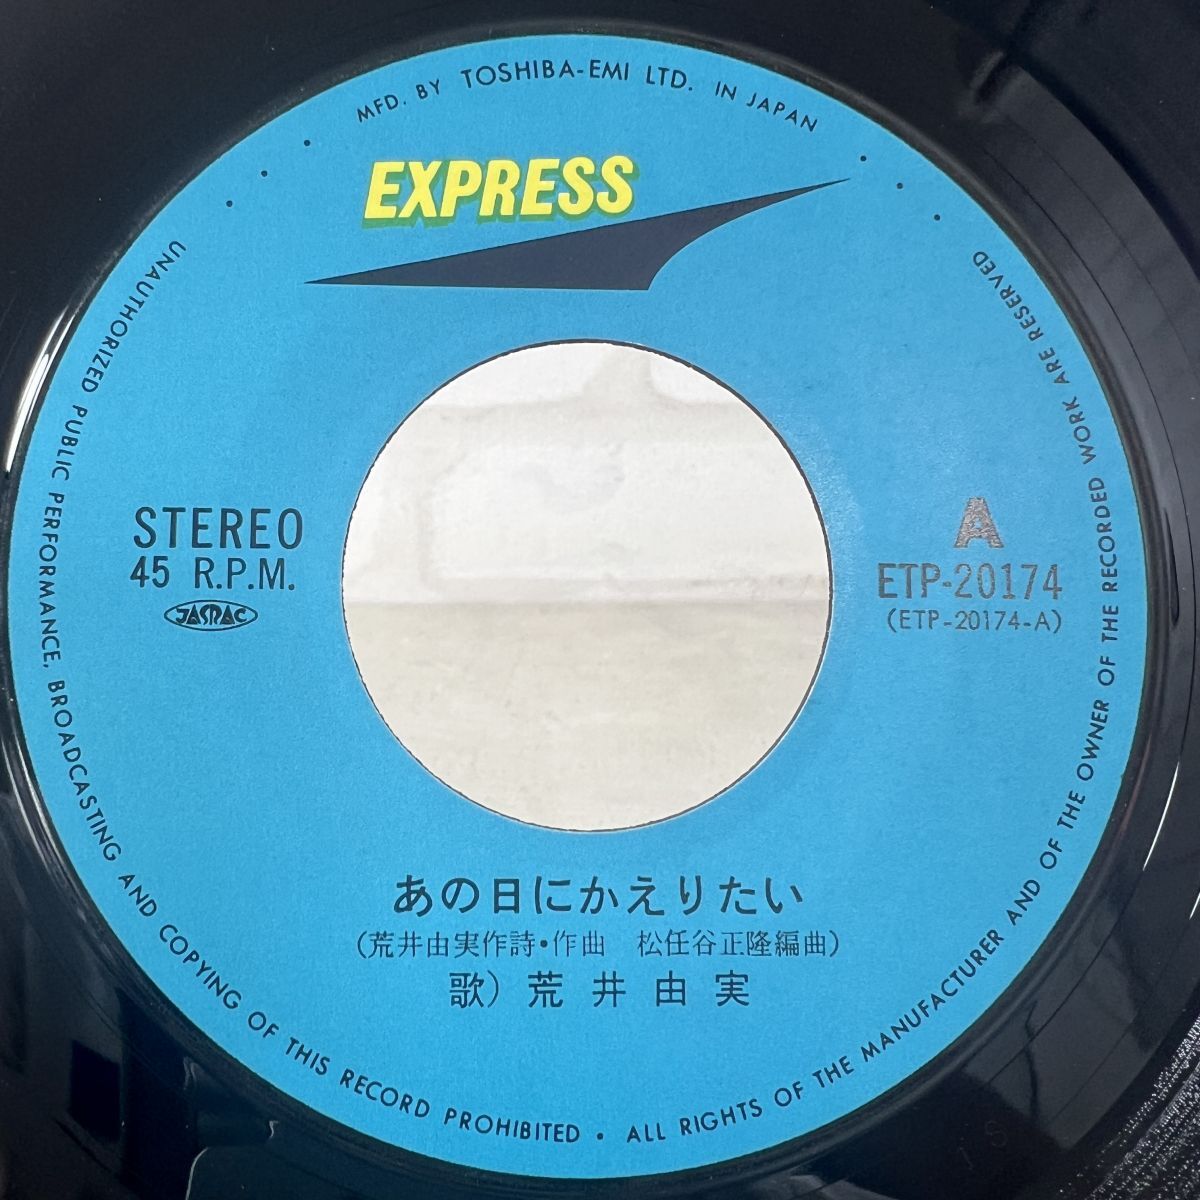 MFD. BY TOSHIBA-EMI LTD. IN JAPAN
EXPRESS
STEREO
45 R.P.M.
JASRAC
A
ETP-20174
(ETP-20174-A)
あの日にかえりたい
(荒井由実作詩・作曲　松任谷正隆編曲)
歌) 荒井由実
UNAUTHORIZED PUBLIC PERFORMANCE, BROADCASTING AND COPYING OF THIS RECORD PROHIBITED • ALL RIGHTS OF THE MANUFACTURER AND OF THE OWNER OF THE RECORDED WORK ARE RESERVED